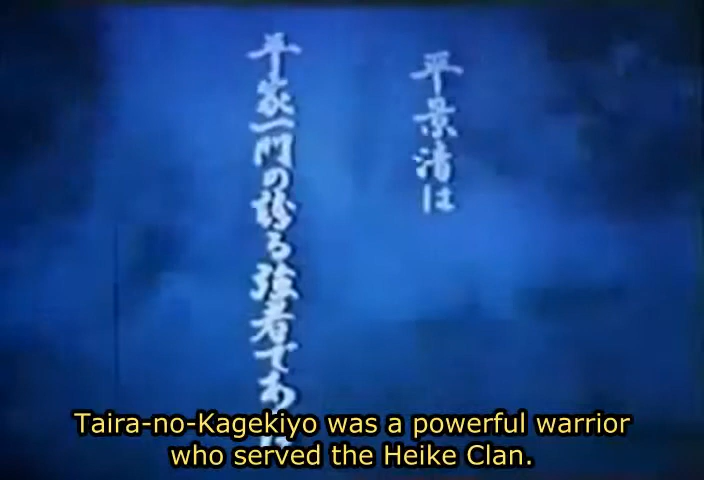 平景清は
平家一門の誇る強者であ
Taira-no-Kagekiyo was a powerful warrior
who served the Heike Clan.